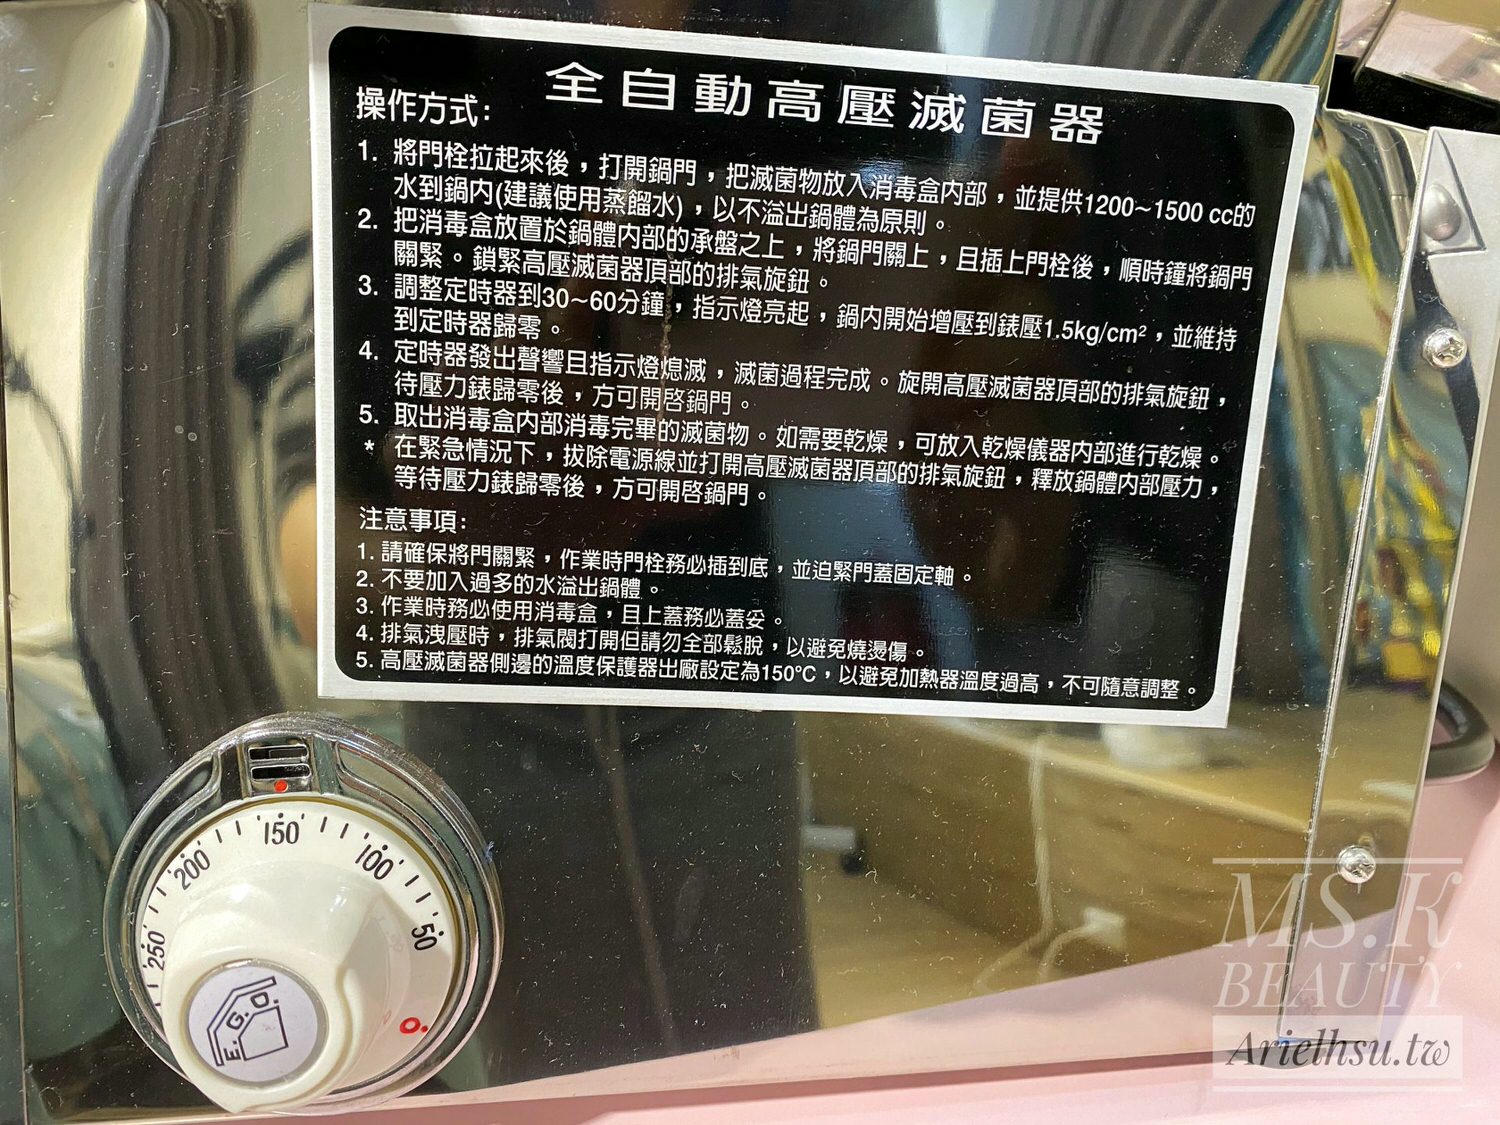 全自動高壓滅菌器
操作方式:
1. 將門栓拉起來後，打開鍋門，把滅菌物放入消毒盒內部，並提供1200~1500 cc的
水到鍋內(建議使用蒸餾水)，以不溢出鍋體為原則。
2. 把消毒盒放置於鍋體內部的承盤之上，將鍋門關上，且插上門栓後，順時鐘將鍋門
關緊。鎖緊高壓滅菌器頂部的排氣旋鈕。
3. 調整定時器到30~60分鐘，指示燈亮起，鍋內開始增壓到錶壓1.5kg/cm²，並維持
到定時器歸零。
4. 定時器發出聲響且指示燈熄滅，滅菌過程完成。旋開高壓滅菌器頂部的排氣旋鈕，
待壓力錶歸零後，方可開啓鍋門。
5. 取出消毒盒內部消毒完畢的滅菌物。如需要乾燥，可放入乾燥儀器內部進行乾燥。
* 在緊急情況下，拔除電源線並打開高壓滅菌器頂部的排氣旋鈕，釋放鍋體內部壓力，
等待壓力錶歸零後，方可開啓鍋門。
注意事項:
1. 請確保將門關緊，作業時門栓務必插到底，並迫緊門蓋固定軸。
2. 不要加入過多的水溢出鍋體。
3. 作業時務必使用消毒盒，且上蓋務必蓋妥。
4. 排氣洩壓時，排氣閥打開但請勿全部鬆脫，以避免燒燙傷。
5. 高壓滅菌器側邊的溫度保護器出廠設定為150°C，以避免加熱器溫度過高，不可隨意調整。
250 200 150 100 50 0
E.G.O.
MS.K
BEAUTY
Arielhsu.tw